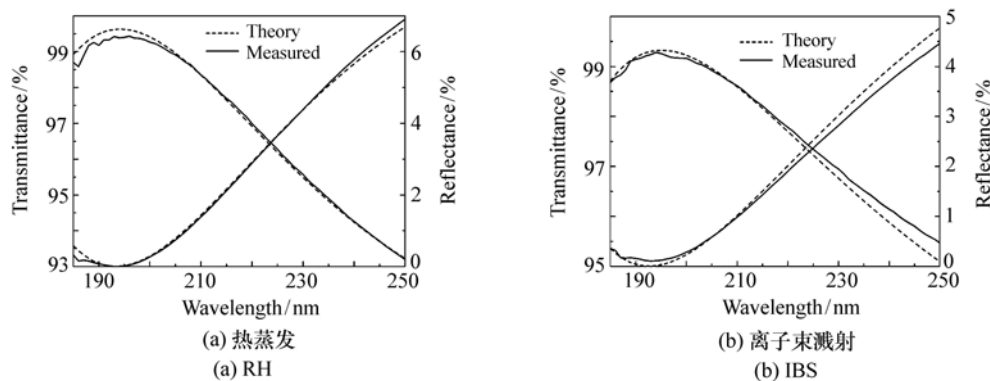 Transmittance/%
99
97
95
93
Theory
Measured
6
4
2
0
Reflectance/%
190
210
230
250
Wavelength/nm
(a) 热蒸发
(a) RH
Transmittance/%
99
97
95
Theory
Measured
5
4
3
2
1
0
Reflectance/%
190
210
230
250
Wavelength/nm
(b) 离子束溅射
(b) IBS